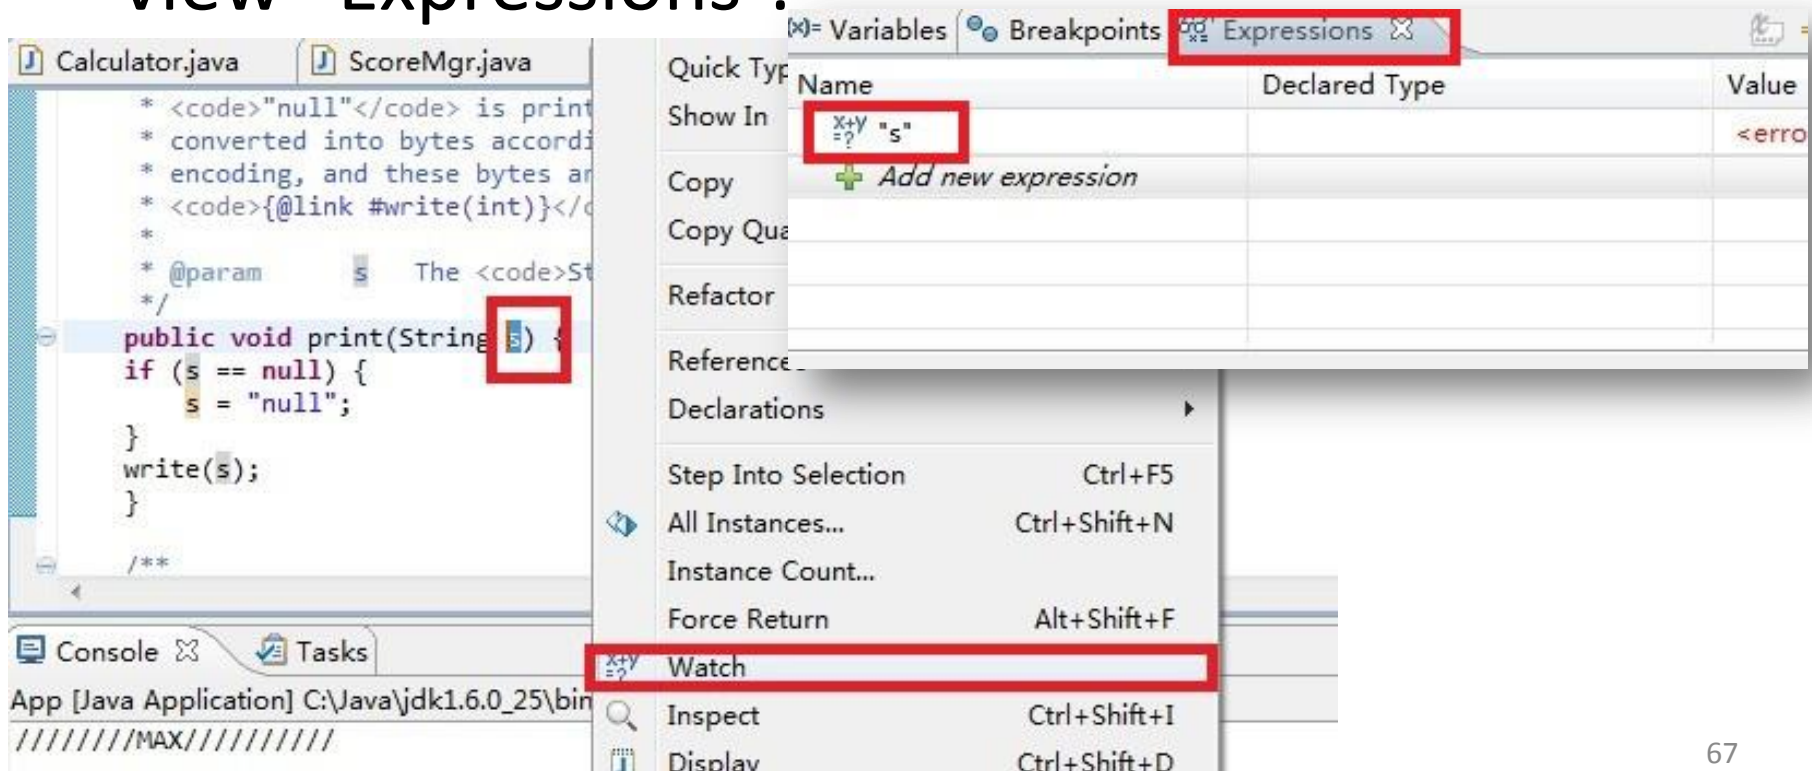 view "Expressions".
Calculator.java
ScoreMgr.java
* <code>"null"</code> is print
* converted into bytes accordi
* encoding, and these bytes ar
* <code>{@link #write(int)}</c
*
* @param s The <code>St
*/
public void print(String s) {
if (s == null) {
s = "null";
}
write(s);
}
/**
Console
Tasks
App [Java Application] C:\Java\jdk1.6.0_25\bin
////////MAX//////////
Quick Typ
Show In
Copy
Copy Qua
Refactor
References
Declarations
Step Into Selection Ctrl+F5
All Instances... Ctrl+Shift+N
Instance Count...
Force Return Alt+Shift+F
Watch
Inspect Ctrl+Shift+I
Display Ctrl+Shift+D
(x)= Variables
Breakpoints
Expressions
Name Declared Type Value
x+y=? "s" <erro
Add new expression
67